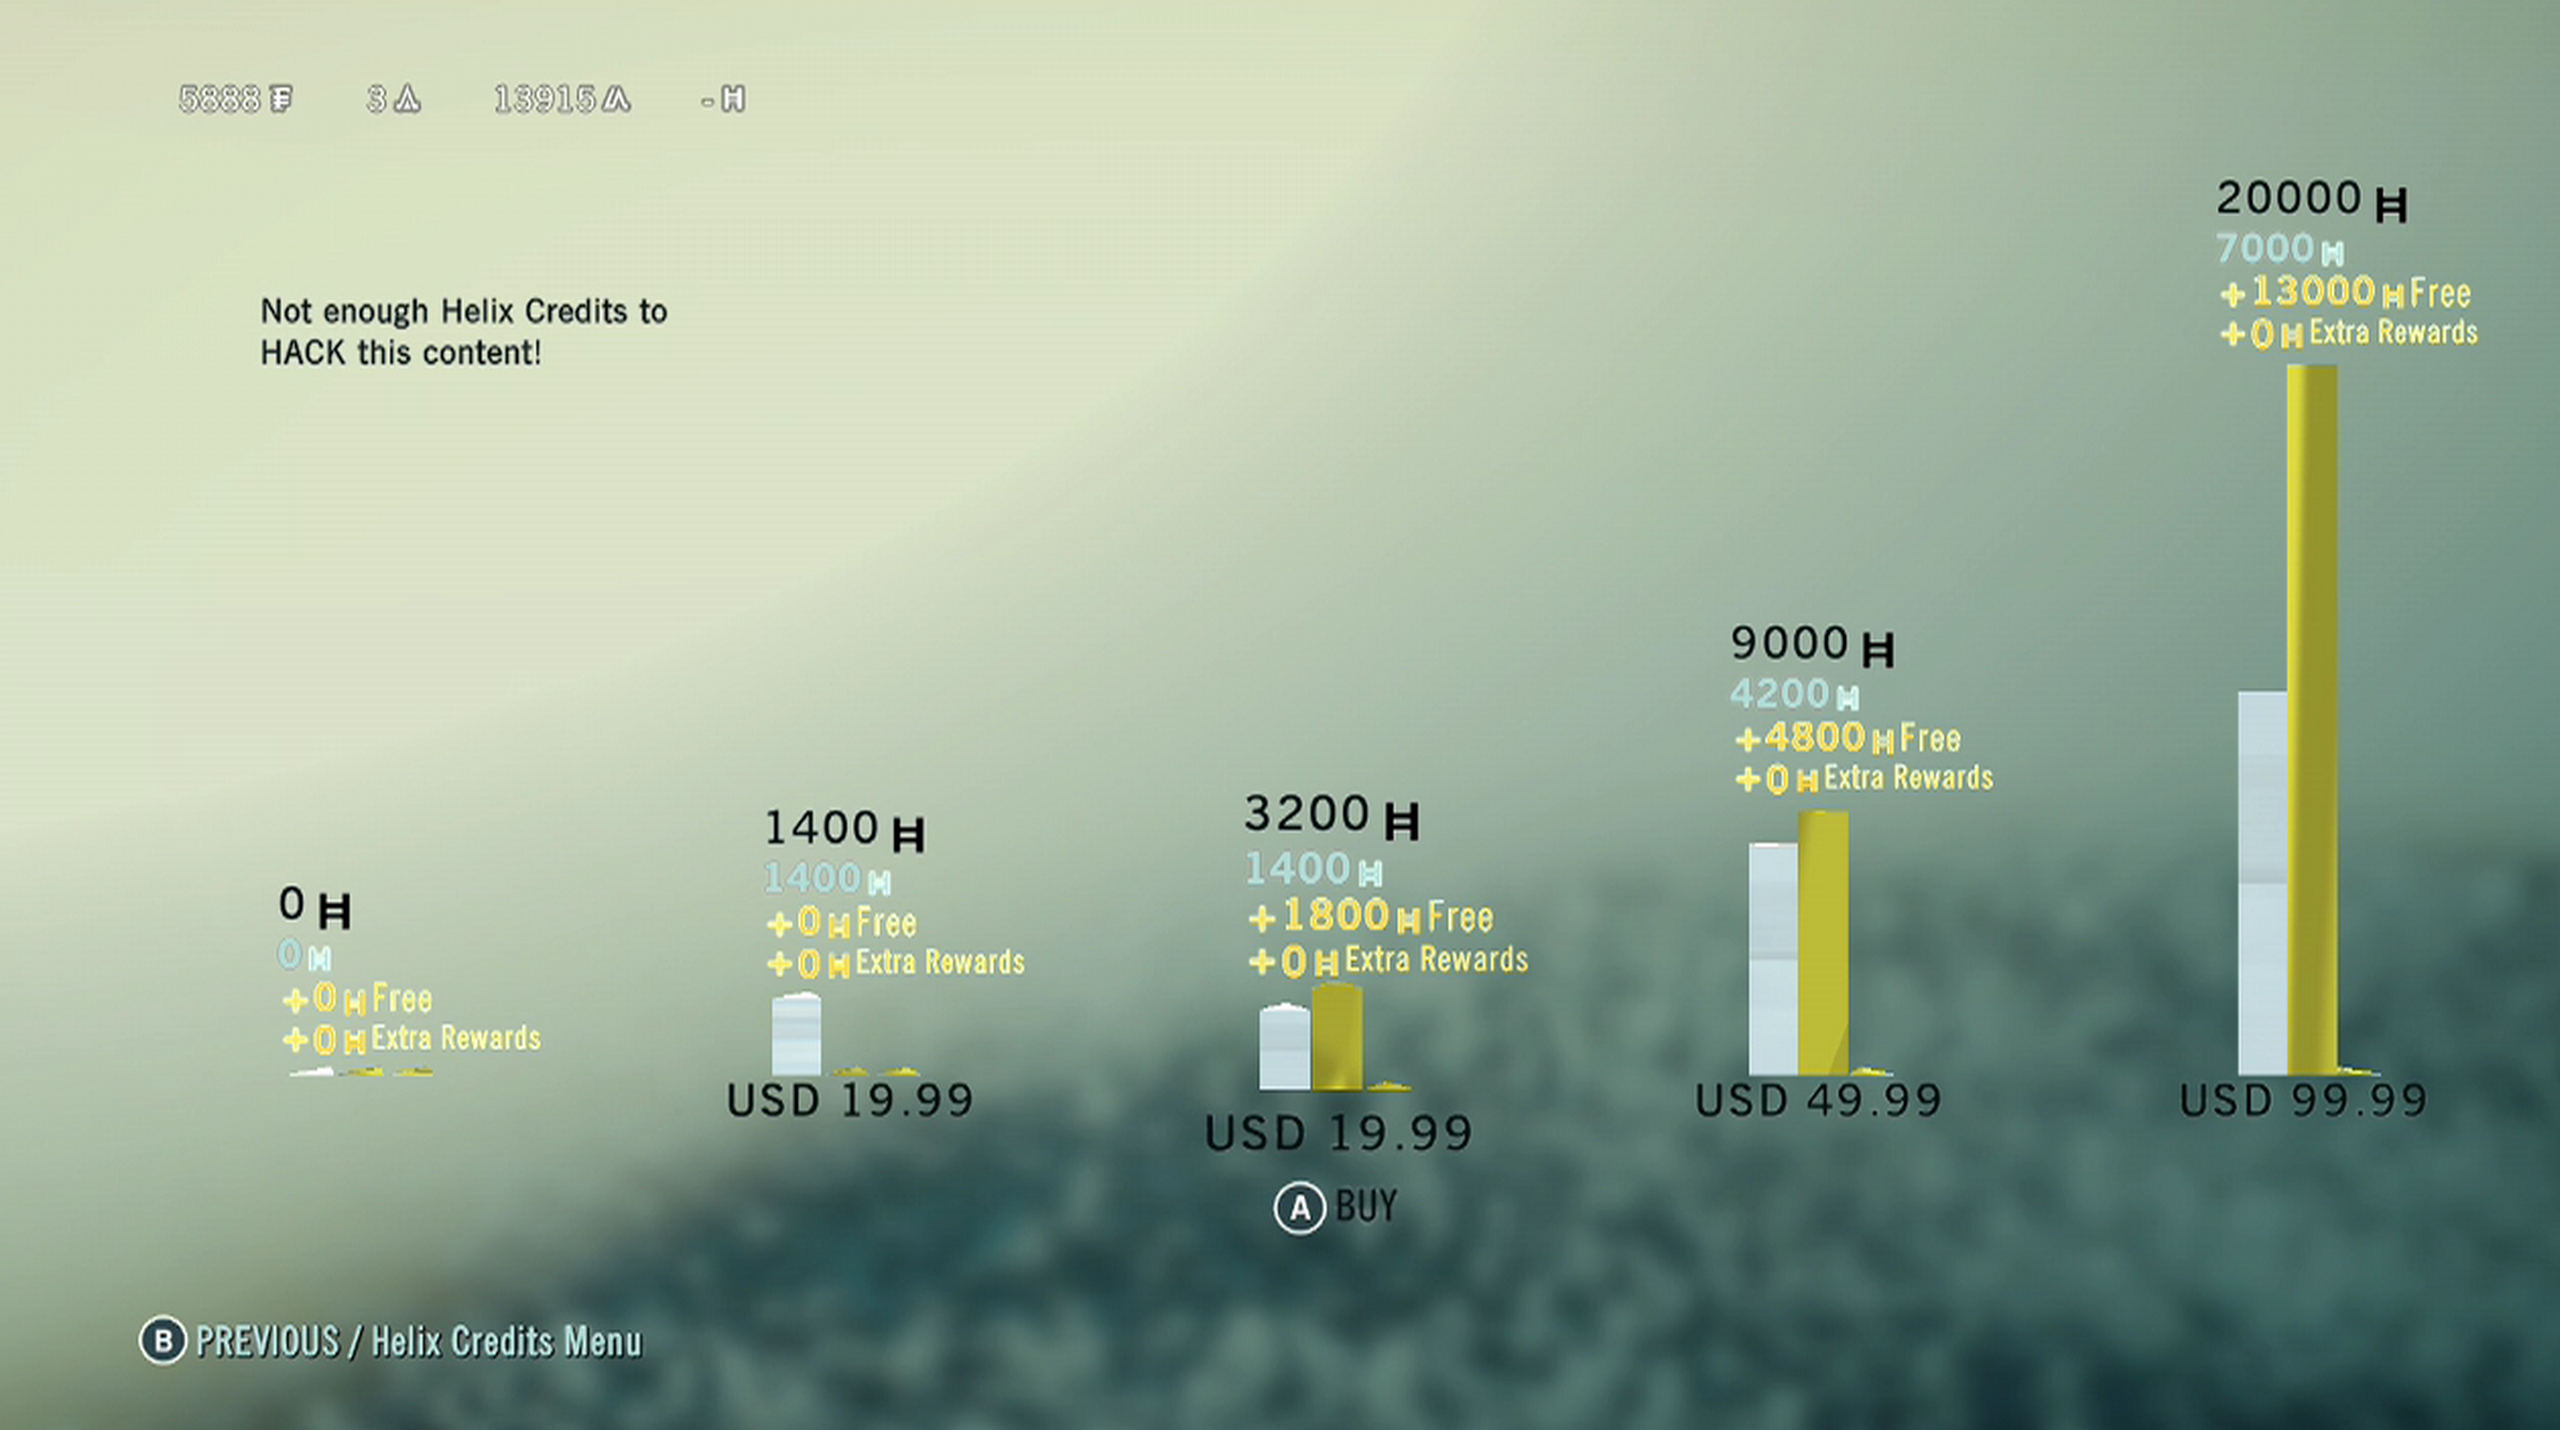 5888 3 13915 - H
Not enough Helix Credits to
HACK this content!
0 H
0 H
+0 H Free
+0 H Extra Rewards
1400 H
1400 H
+0 H Free
+0 H Extra Rewards
USD 19.99
3200 H
1400 H
+1800 H Free
+0 H Extra Rewards
USD 19.99
A BUY
9000 H
4200 H
+4800 H Free
+0 H Extra Rewards
USD 49.99
20000 H
7000 H
+13000 H Free
+0 H Extra Rewards
USD 99.99
B PREVIOUS / Helix Credits Menu